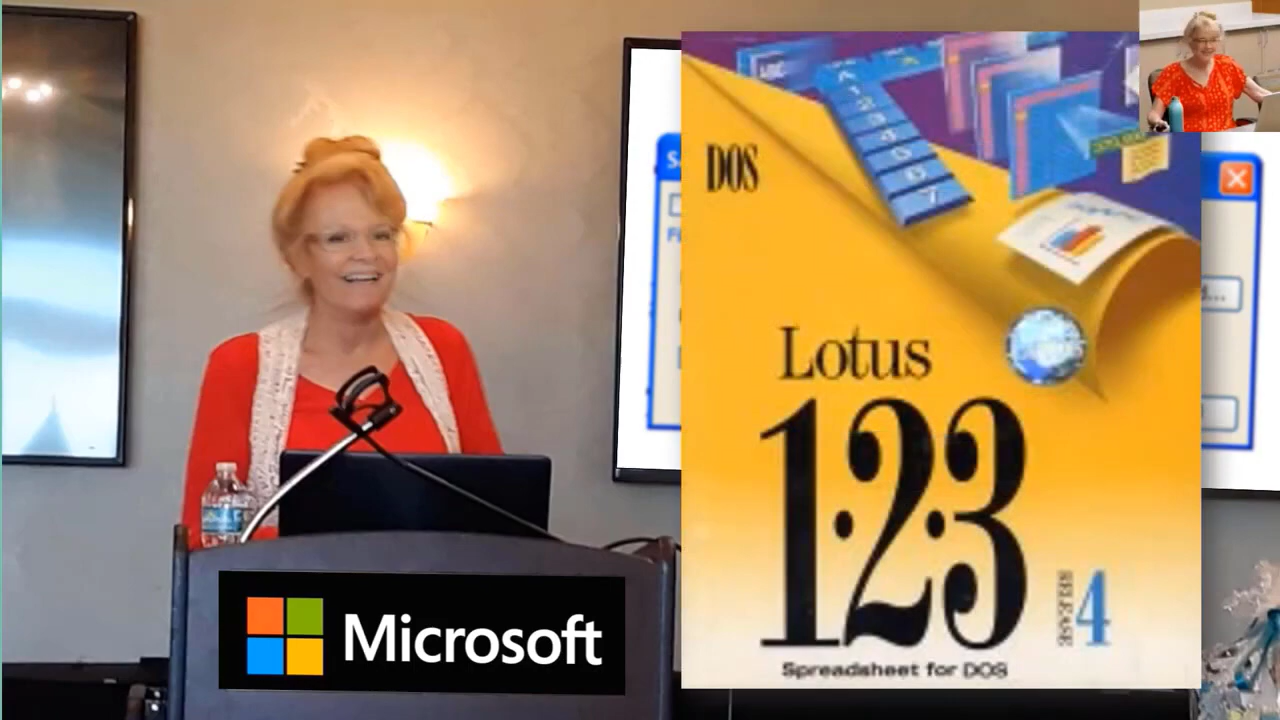 DOS
Lotus
1·2·3
RELEASE 4
Spreadsheet for DOS
Microsoft